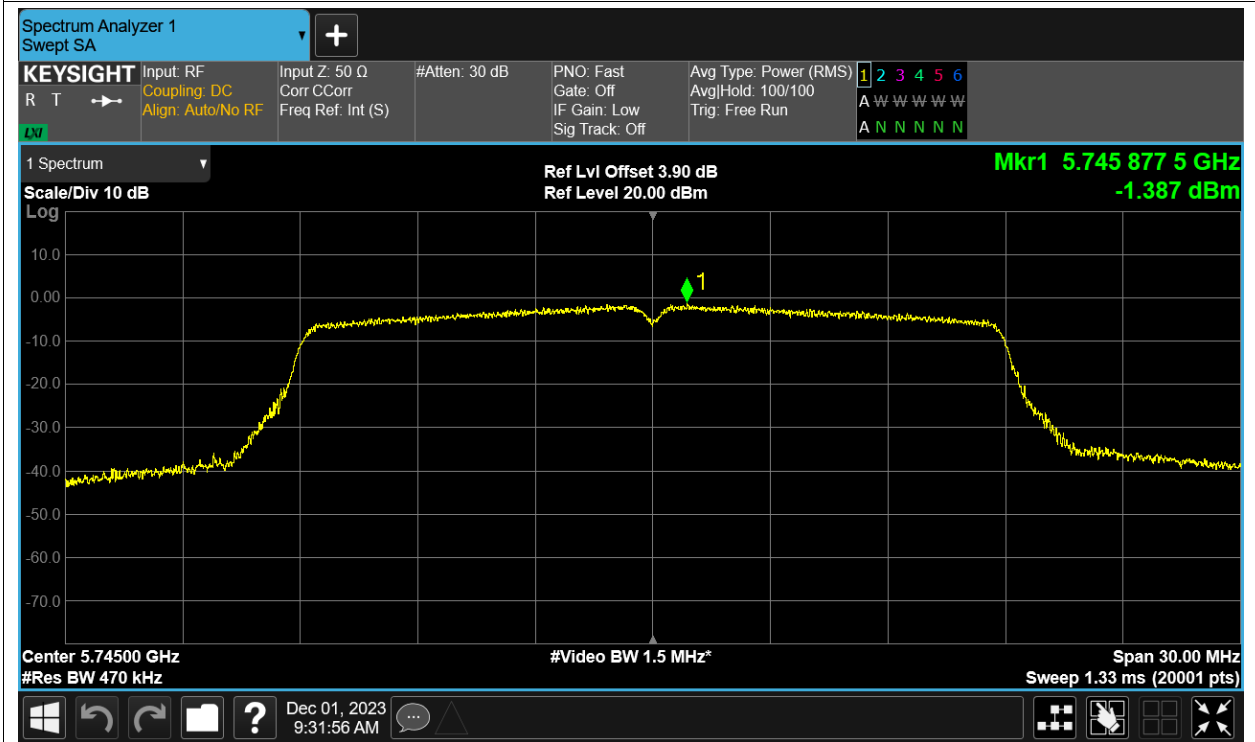 Spectrum Analyzer 1
Swept SA
+
KEYSIGHT
R T
LXI
Input: RF
Coupling: DC
Align: Auto/No RF
Input Z: 50 Ω
Corr CCorr
Freq Ref: Int (S)
#Atten: 30 dB
PNO: Fast
Gate: Off
IF Gain: Low
Sig Track: Off
Avg Type: Power (RMS)
Avg|Hold: 100/100
Trig: Free Run
1 2 3 4 5 6
A W W W W W
A N N N N N
1 Spectrum
Scale/Div 10 dB
Log
Ref Lvl Offset 3.90 dB
Ref Level 20.00 dBm
Mkr1 5.745 877 5 GHz
-1.387 dBm
1
10.0
0.00
-10.0
-20.0
-30.0
-40.0
-50.0
-60.0
-70.0
Center 5.74500 GHz
#Res BW 470 kHz
#Video BW 1.5 MHz*
Span 30.00 MHz
Sweep 1.33 ms (20001 pts)
?
Dec 01, 2023
9:31:56 AM